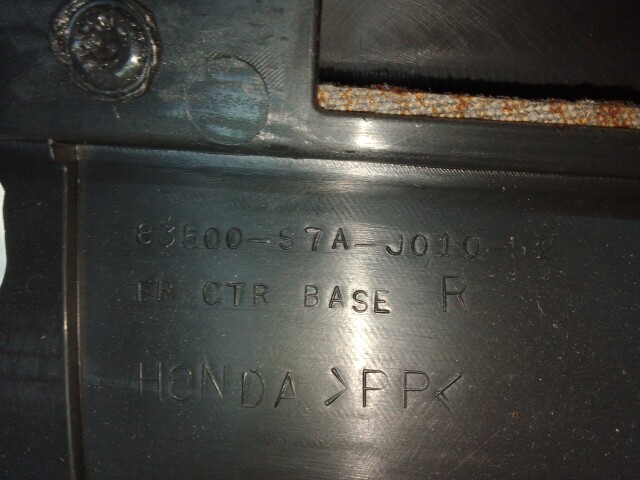 83500-S7A-J010
FR CTR BASE R
HONDA >PP<